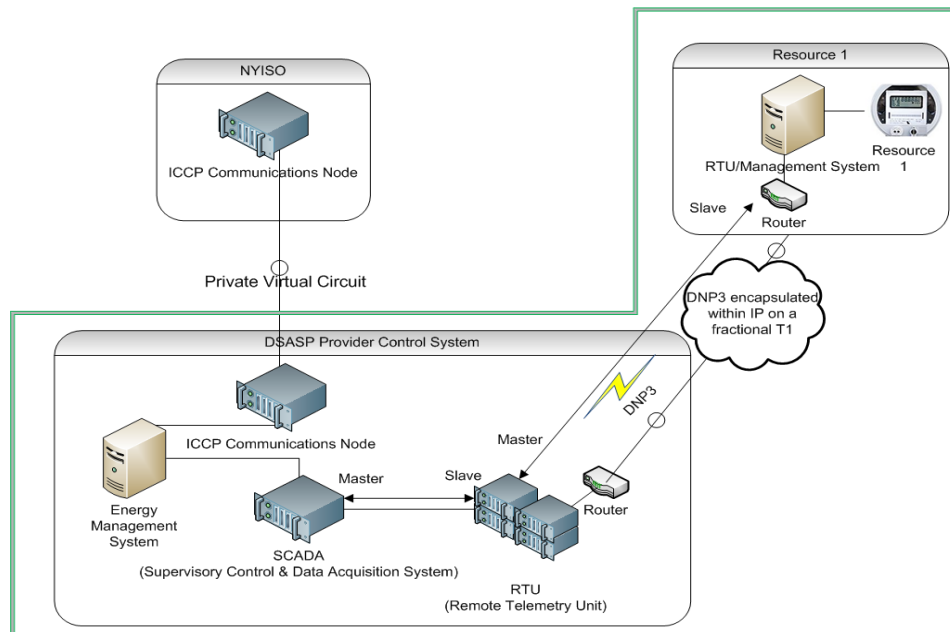 NYISO
ICCP Communications Node
Private Virtual Circuit
Resource 1
RTU/Management System
Resource
1
Slave
Router
DNP3 encapsulated
within IP on a
fractional T1
DSASP Provider Control System
ICCP Communications Node
Energy
Management
System
Master
Slave
SCADA
(Supervisory Control & Data Acquisition System)
Master
DNP3
Router
RTU
(Remote Telemetry Unit)